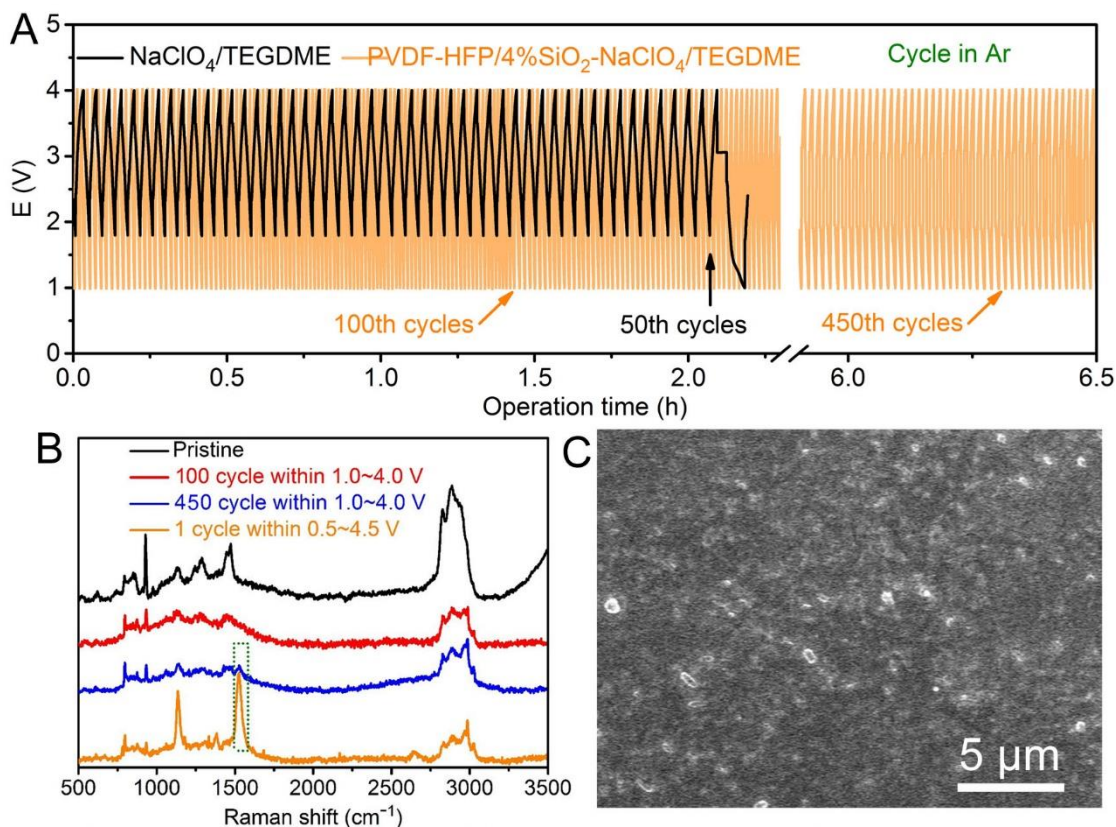 A
NaClO₄/TEGDME
PVDF-HFP/4%SiO₂-NaClO₄/TEGDME
Cycle in Ar
E (V)
5
4
3
2
1
0
100th cycles
50th cycles
450th cycles
0.0 0.5 1.0 1.5 2.0 6.0 6.5
Operation time (h)
B
Pristine
100 cycle within 1.0~4.0 V
450 cycle within 1.0~4.0 V
1 cycle within 0.5~4.5 V
500 1000 1500 2000 2500 3000 3500
Raman shift (cm⁻¹)
C
5 μm